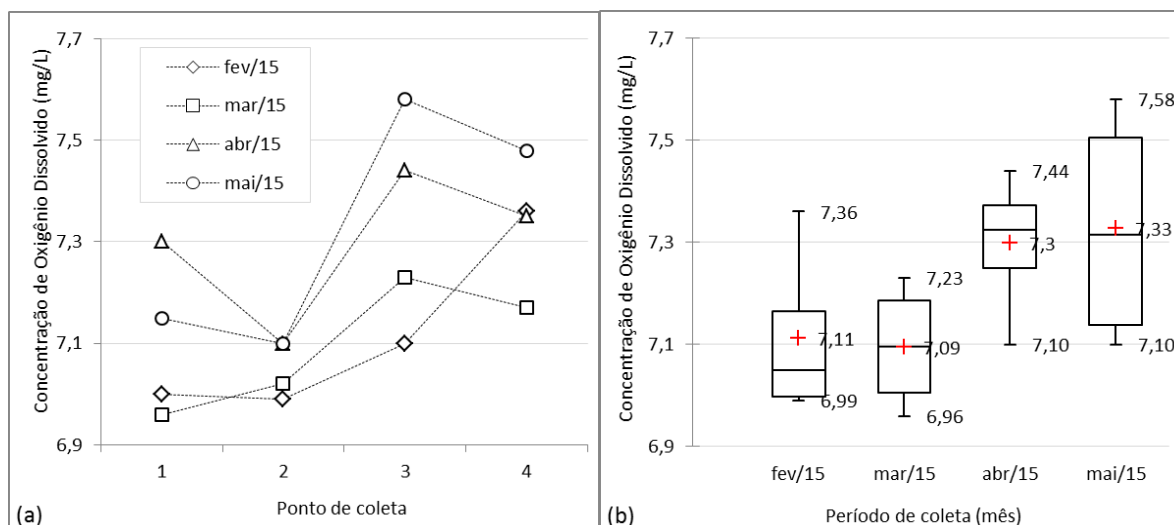 Concentração de Oxigênio Dissolvido (mg/L)
7,7
7,5
7,3
7,1
6,9
fev/15
mar/15
abr/15
mai/15
1 2 3 4
Ponto de coleta
(a)
Concentração de Oxigênio Dissolvido (mg/L)
7,7
7,5
7,3
7,1
6,9
7,36
7,11
6,99
7,23
7,09
6,96
7,44
7,3
7,10
7,58
7,33
7,10
fev/15 mar/15 abr/15 mai/15
Período de coleta (mês)
(b)